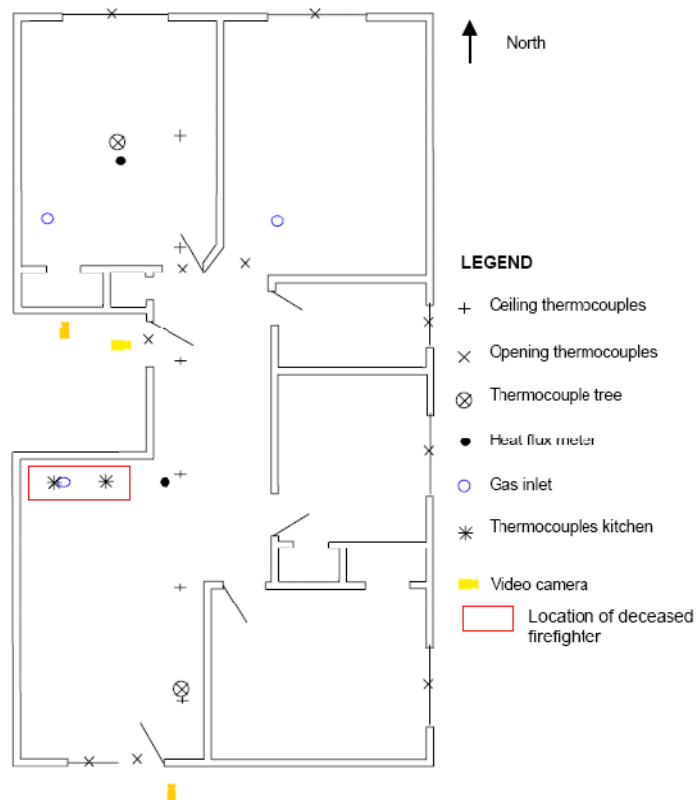 North
LEGEND
Ceiling thermocouples
Opening thermocouples
Thermocouple tree
Heat flux meter
Gas inlet
Thermocouples kitchen
Video camera
Location of deceased
firefighter